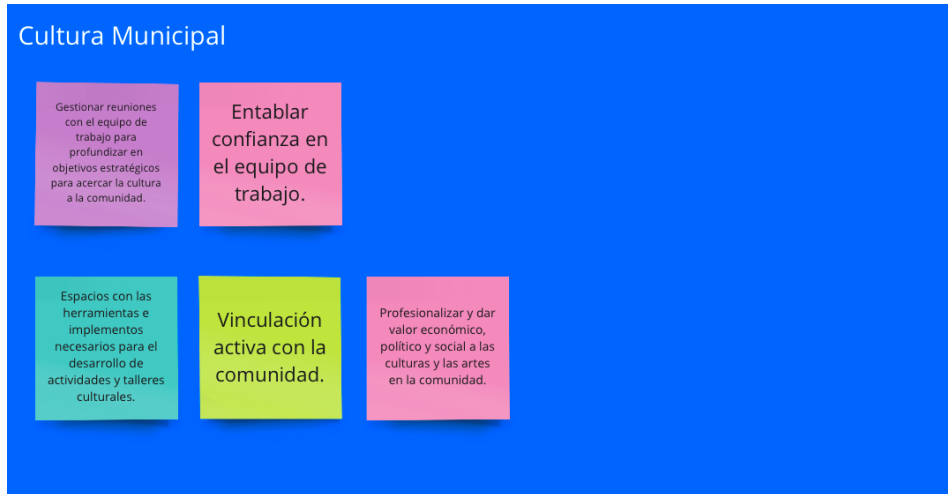 Cultura Municipal
Gestionar reuniones
con el equipo de
trabajo para
profundizar en
objetivos estratégicos
para acercar la cultura
a la comunidad.
Entablar
confianza en
el equipo de
trabajo.
Espacios con las
herramientas e
implementos
necesarios para el
desarrollo de
actividades y talleres
culturales.
Vinculación
activa con la
comunidad.
Profesionalizar y dar
valor económico,
político y social a las
culturas y las artes
en la comunidad.